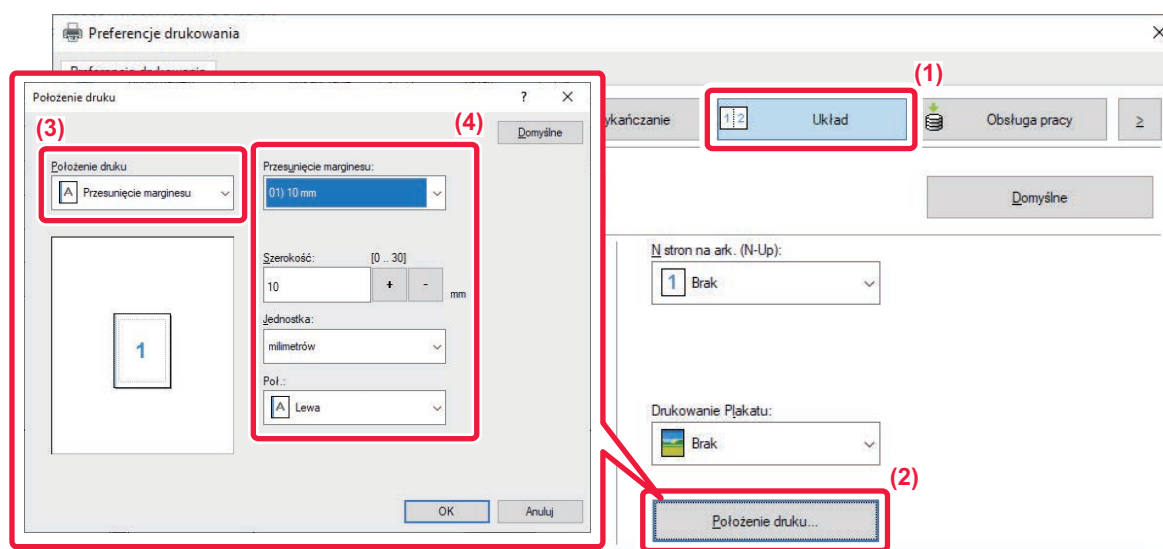 Preferencje drukowania
Preferencje drukowania
(1)
ykańczanie
1 2
Układ
Obsługa pracy
≥
Domyślne
Położenie druku
?
(3)
(4)
Domyślne
Położenie druku
A Przesunięcie marginesu
Przesunięcie marginesu:
01) 10 mm
Szerokość: [0 .. 30]
10 + - mm
Jednostka:
milimetrów
Poł.:
A Lewa
1
OK
Anuluj
N stron na ark. (N-Up):
1 Brak
Drukowanie Plakatu:
Brak
(2)
Położenie druku...